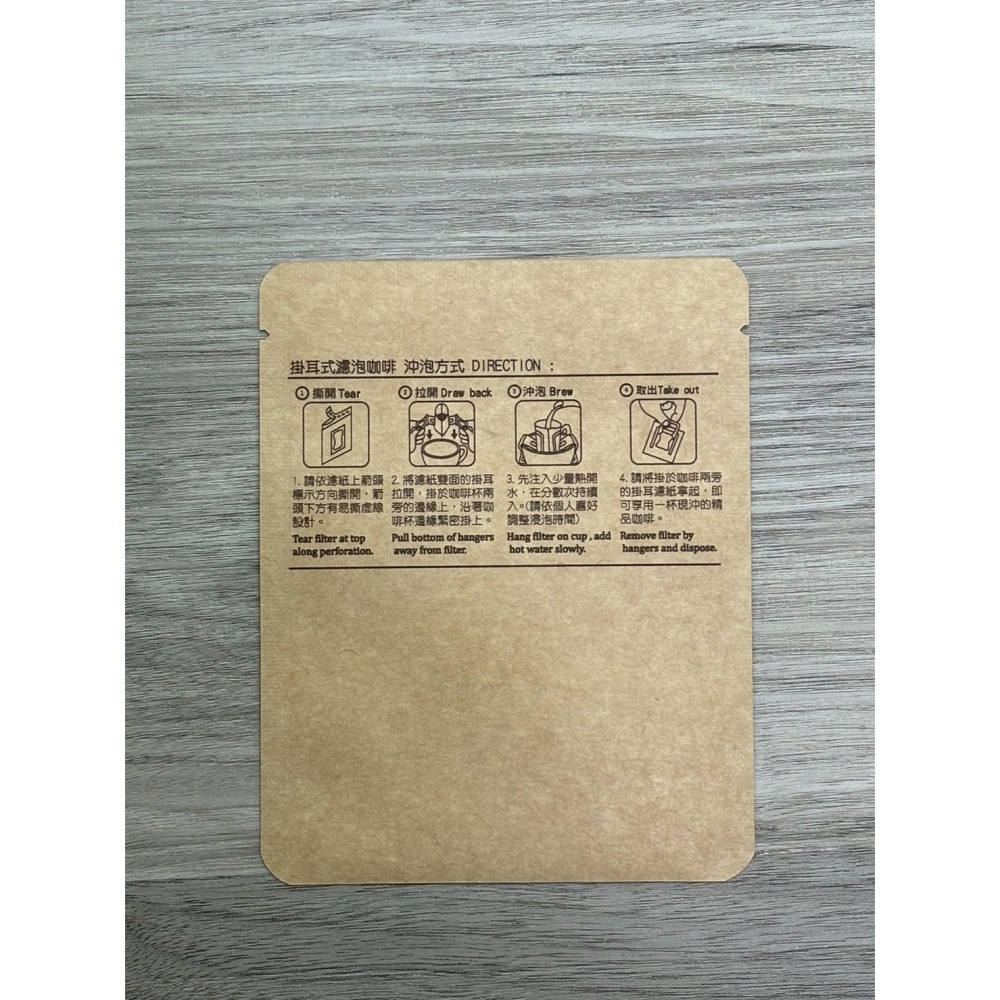 掛耳式濾泡咖啡 沖泡方式 DIRECTION :
① 撕開 Tear
1. 請依濾紙上箭頭
標示方向撕開，箭
頭下方有易撕虛線
設計。
Tear filter at top
along perforation.
② 拉開 Draw back
2. 將濾紙雙面的掛耳
拉開，掛於咖啡杯兩
旁的邊緣上，沿著咖
啡杯邊緣緊密掛上。
Pull bottom of hangers
away from filter.
③ 沖泡 Brew
3. 先注入少量熱開
水，在分數次持續
入。(請依個人喜好
調整浸泡時間)
Hang filter on cup , add
hot water slowly.
④ 取出 Take out
4. 請將掛於咖啡兩旁
的掛耳濾紙拿起，即
可享用一杯現沖的精
品咖啡。
Remove filter by
hangers and dispose.